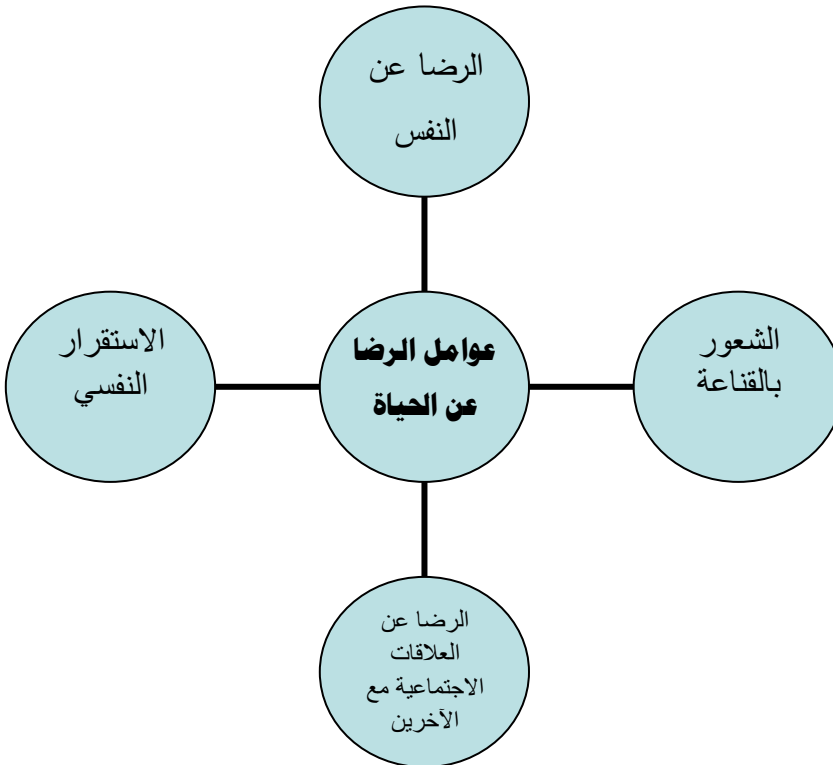 الرضا عن
النفس
الشعور
بالقناعة
عوامل الرضا
عن الحياة
الاستقرار
النفسي
الرضا عن
العلاقات
الاجتماعية مع
الآخرين